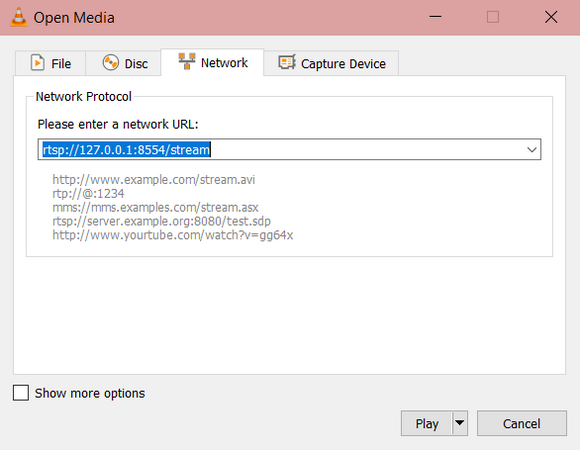 Open Media
File Disc Network Capture Device
Network Protocol
Please enter a network URL:
rtsp://127.0.0.1:8554/stream
http://www.example.com/stream.avi
rtp://@:1234
mms://mms.examples.com/stream.asx
rtsp://server.example.org:8080/test.sdp
http://www.yourtube.com/watch?v=gg64x
Show more options
Play Cancel